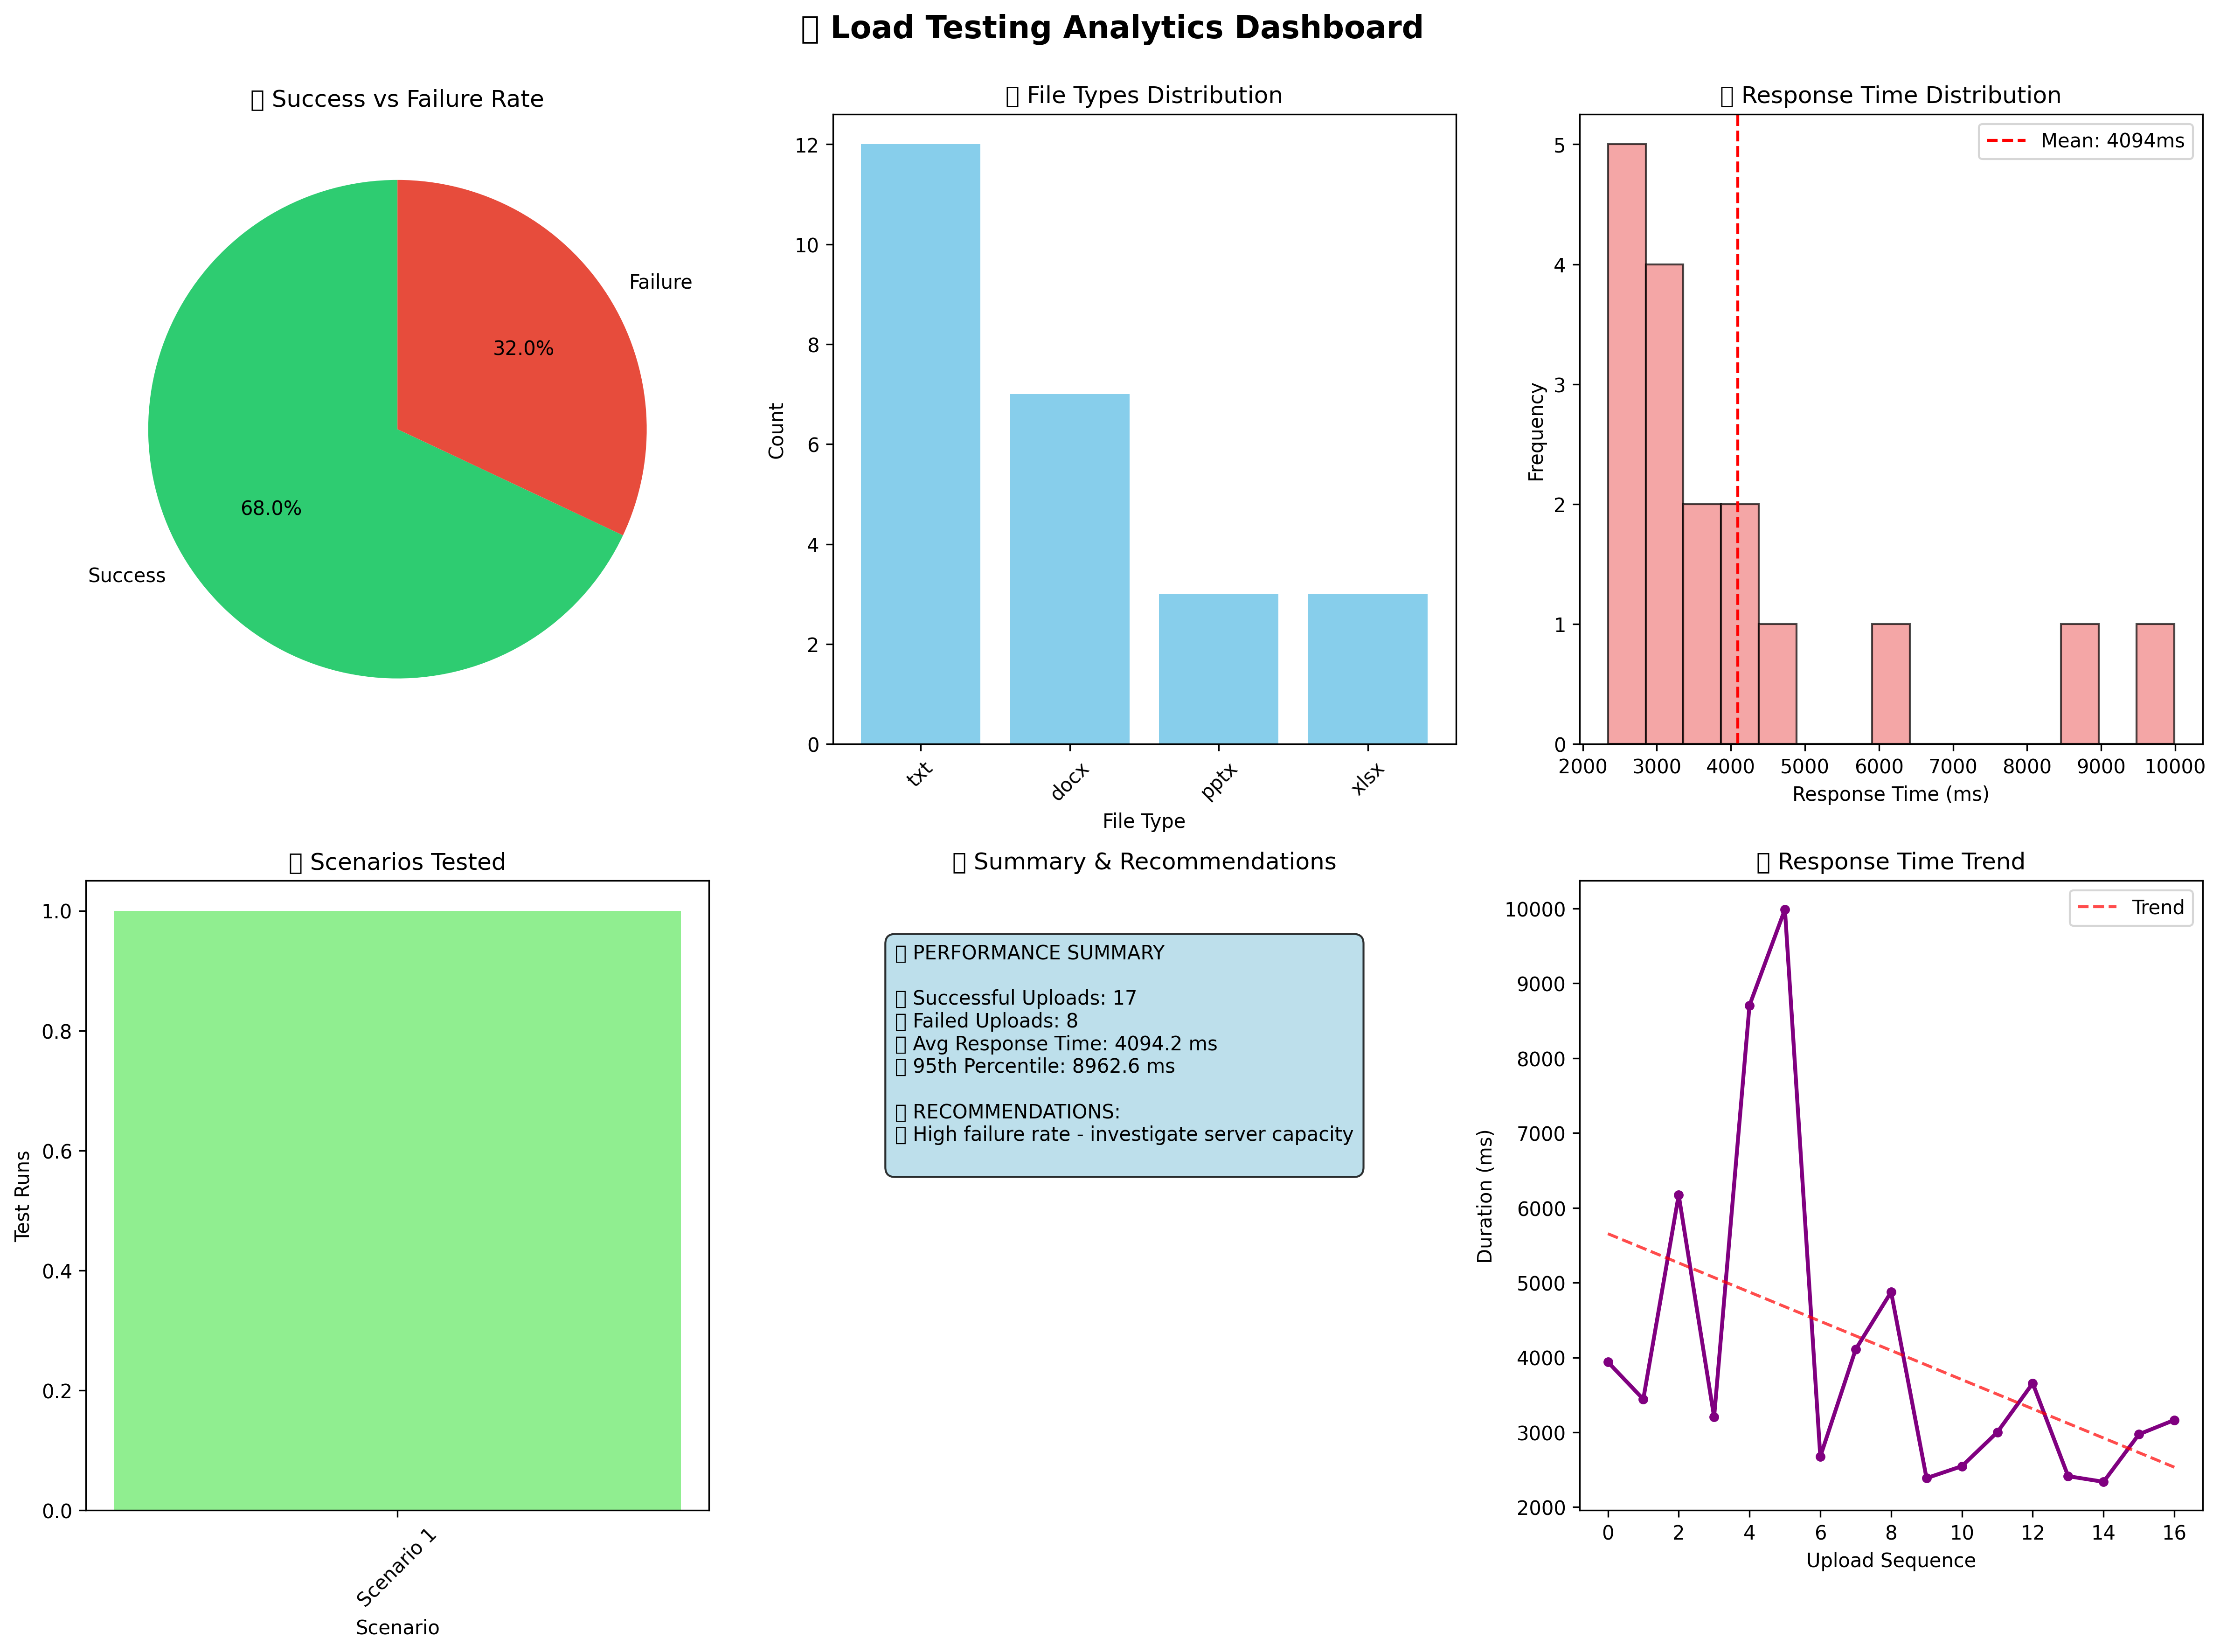 Load Testing Analytics Dashboard
Success vs Failure Rate
Failure
32.0%
68.0%
Success
File Types Distribution
Count
12
10
8
6
4
2
0
txt
docx
pptx
xlsx
File Type
Response Time Distribution
Mean: 4094ms
Frequency
5
4
3
2
1
0
2000
3000
4000
5000
6000
7000
8000
9000
10000
Response Time (ms)
Scenarios Tested
Test Runs
1.0
0.8
0.6
0.4
0.2
0.0
Scenario 1
Scenario
Summary & Recommendations
PERFORMANCE SUMMARY
Successful Uploads: 17
Failed Uploads: 8
Avg Response Time: 4094.2 ms
95th Percentile: 8962.6 ms
RECOMMENDATIONS:
High failure rate - investigate server capacity
Response Time Trend
Trend
Duration (ms)
10000
9000
8000
7000
6000
5000
4000
3000
2000
0
2
4
6
8
10
12
14
16
Upload Sequence